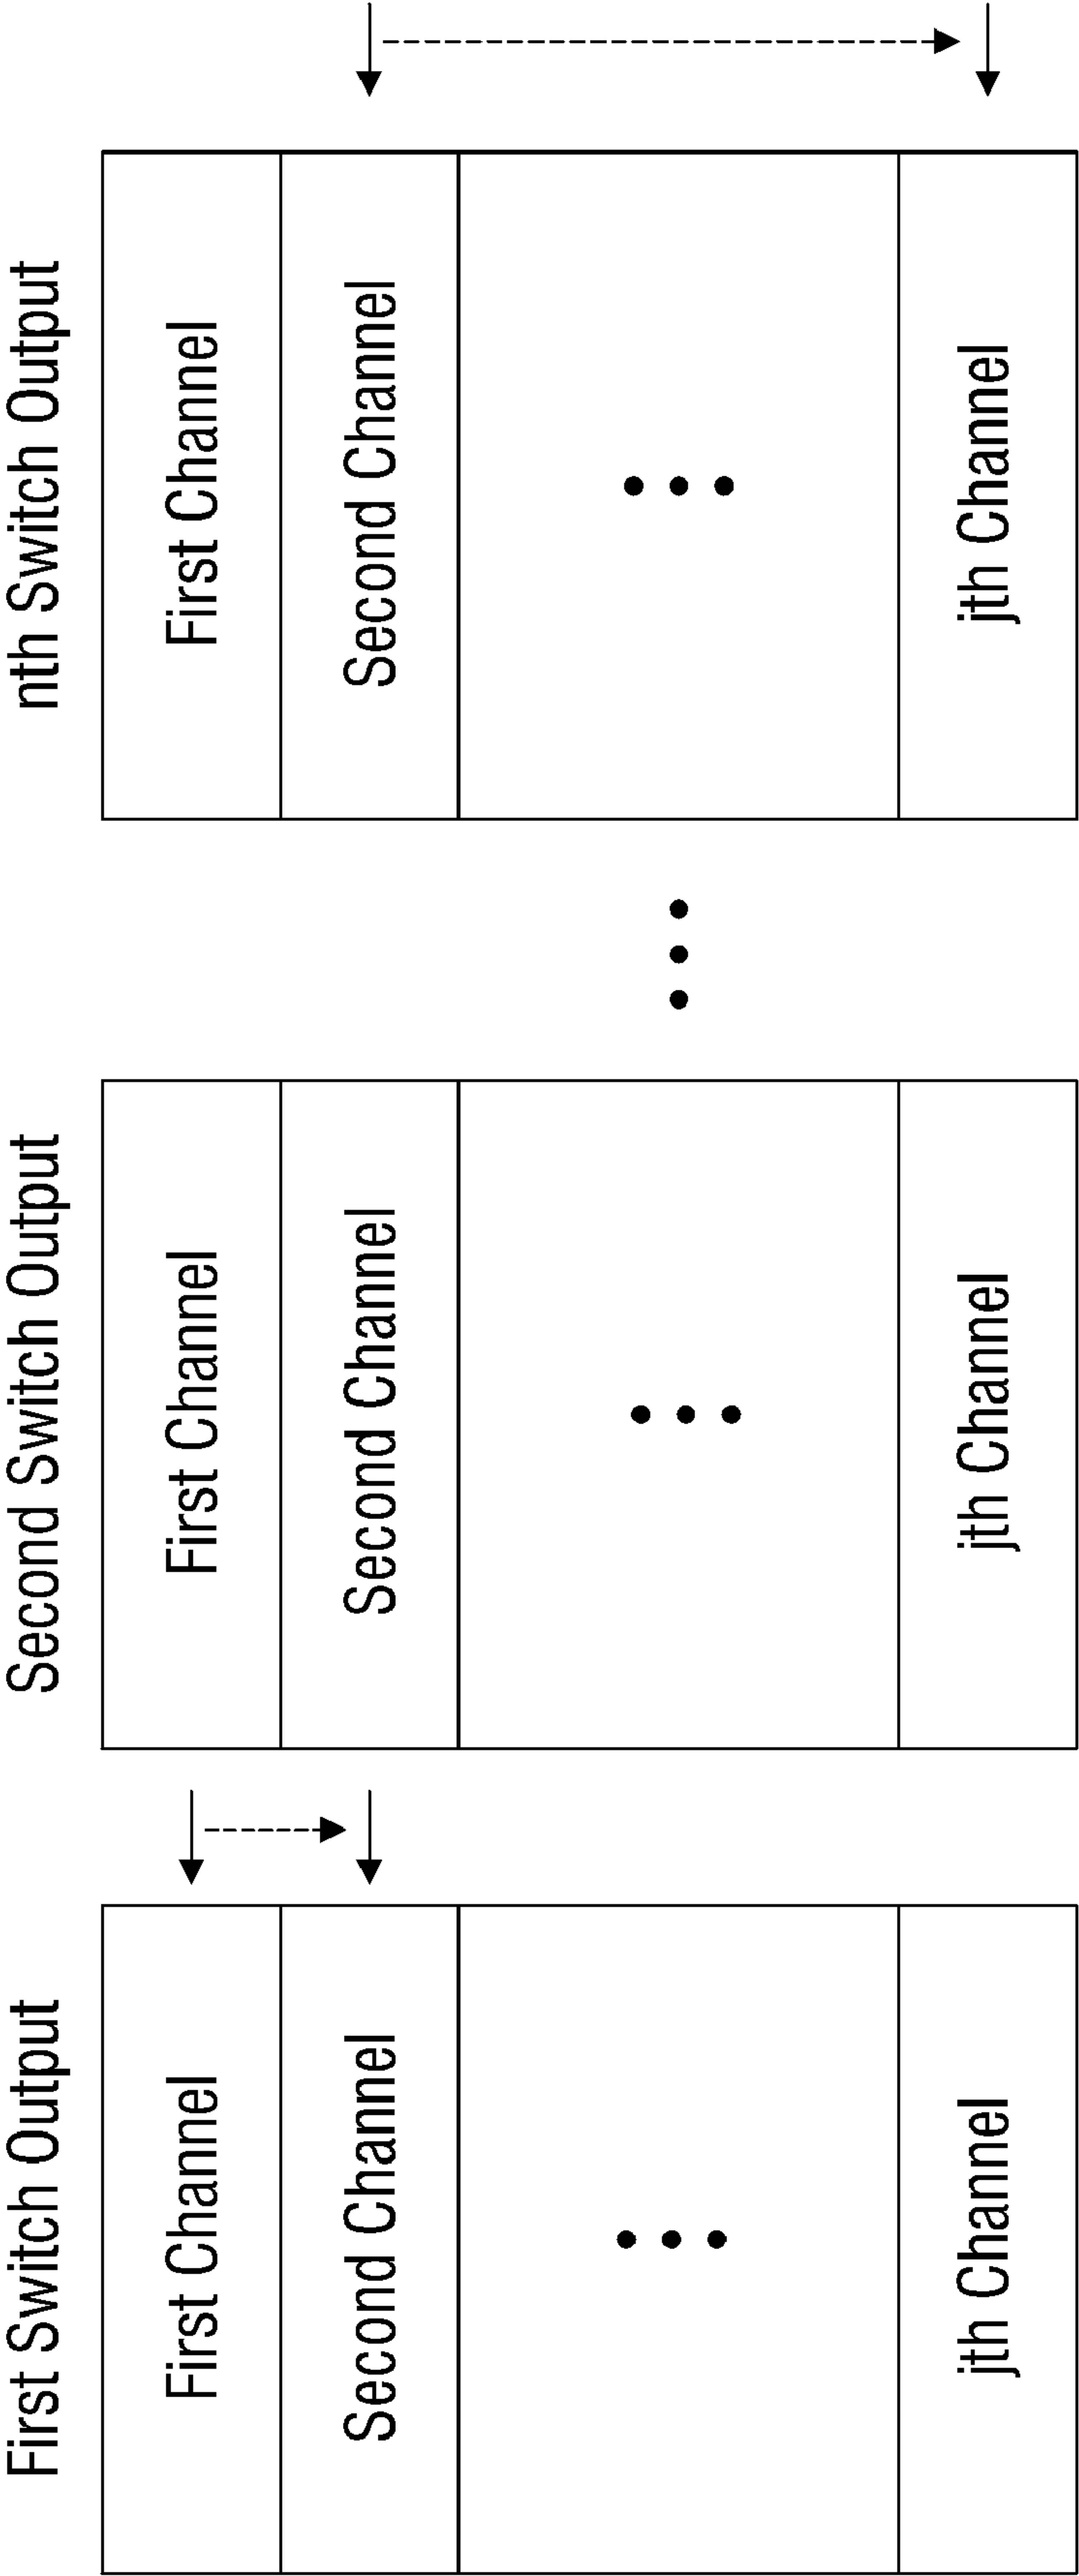 First Switch Output
First Channel
Second Channel
jth Channel
Second Switch Output
First Channel
Second Channel
jth Channel
nth Switch Output
First Channel
Second Channel
jth Channel